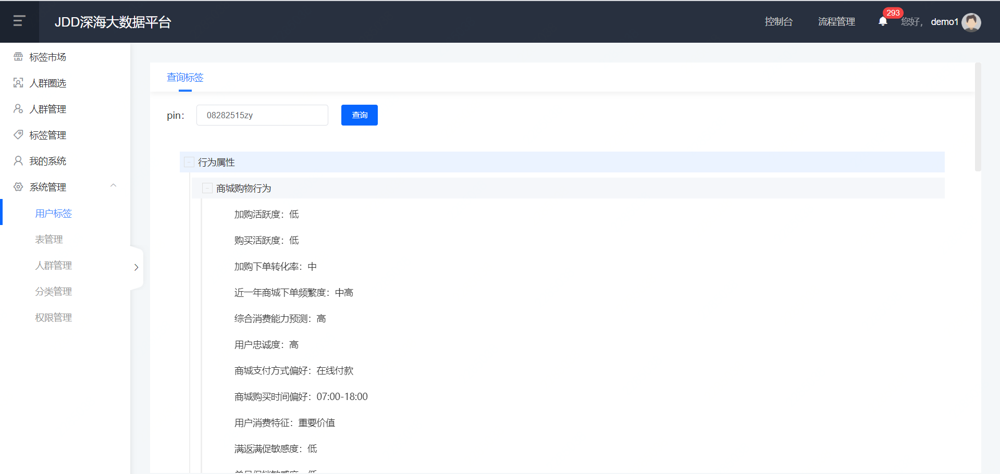 JDD深海大数据平台
控制台
流程管理
293
您好， demo1
标签市场
人群圈选
人群管理
标签管理
我的系统
系统管理
用户标签
表管理
人群管理
分类管理
权限管理
查询标签
pin： 08282515zy 查询
行为属性
商城购物行为
加购活跃度：低
购买活跃度：低
加购下单转化率：中
近一年商城下单频繁度：中高
综合消费能力预测：高
用户忠诚度：高
商城支付方式偏好：在线付款
商城购买时间偏好：07:00-18:00
用户消费特征：重要价值
满返满促敏感度：低